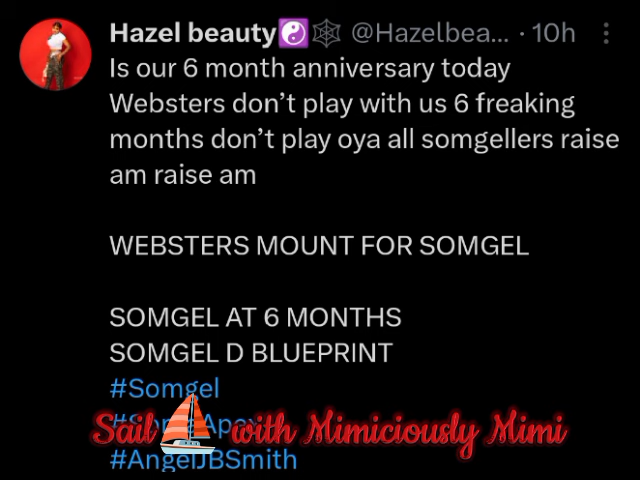 Hazel beauty☯️🕸️ @Hazelbea... · 10h
Is our 6 month anniversary today
Websters don't play with us 6 freaking
months don't play oya all somgellers raise
am raise am
WEBSTERS MOUNT FOR SOMGEL
SOMGEL AT 6 MONTHS
SOMGEL D BLUEPRINT
#Somgel
Sail with Mimiciously Mimi
#AngelJBSmith